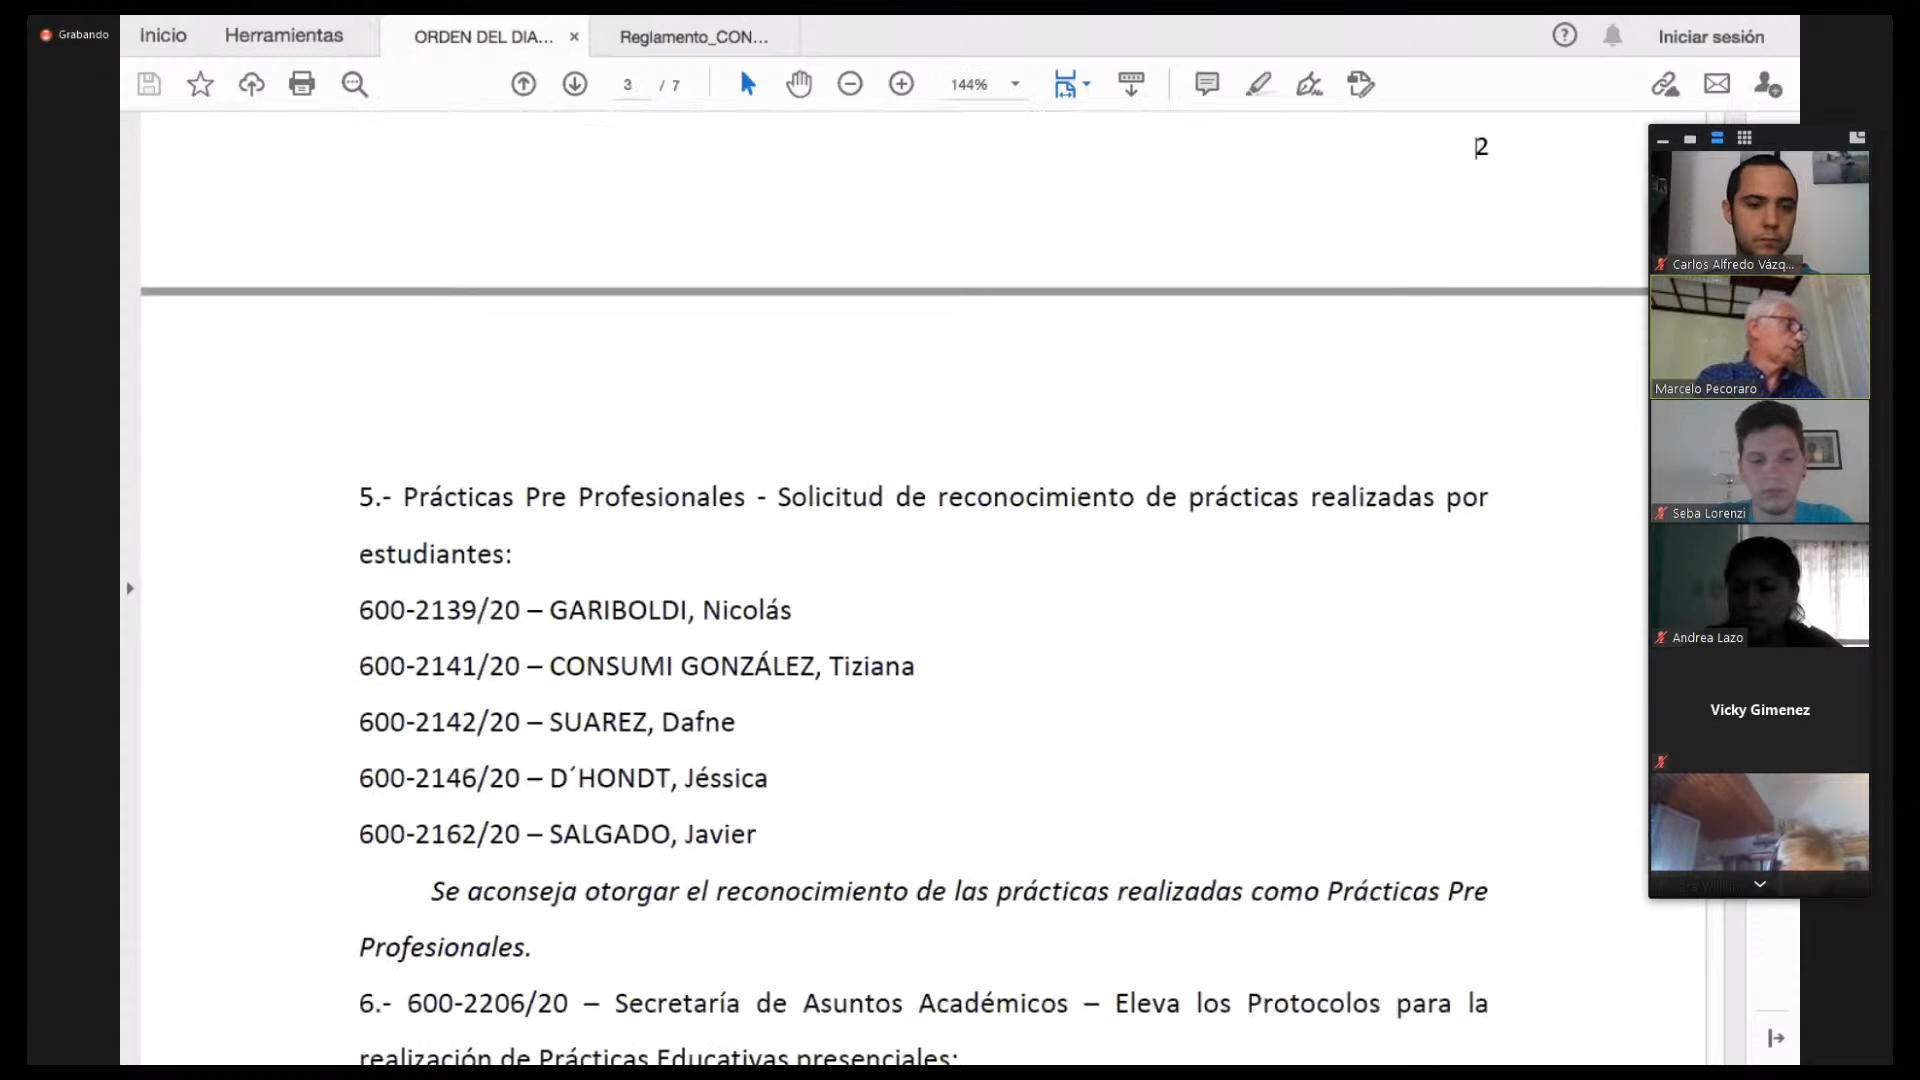 Grabando
Inicio
Herramientas
ORDEN DEL DIA...
×
Reglamento_CON...
Iniciar sesión
3 / 7
144%
2
5.- Prácticas Pre Profesionales - Solicitud de reconocimiento de prácticas realizadas por
estudiantes:
600-2139/20 – GARIBOLDI, Nicolás
600-2141/20 – CONSUMI GONZÁLEZ, Tiziana
600-2142/20 – SUAREZ, Dafne
600-2146/20 – D´HONDT, Jéssica
600-2162/20 – SALGADO, Javier
Se aconseja otorgar el reconocimiento de las prácticas realizadas como Prácticas Pre
Profesionales.
6.- 600-2206/20 – Secretaría de Asuntos Académicos – Eleva los Protocolos para la
realización de Prácticas Educativas presenciales:
Carlos Alfredo Vázq...
Marcelo Pecoraro
Seba Lorenzi
Andrea Lazo
Vicky Gimenez